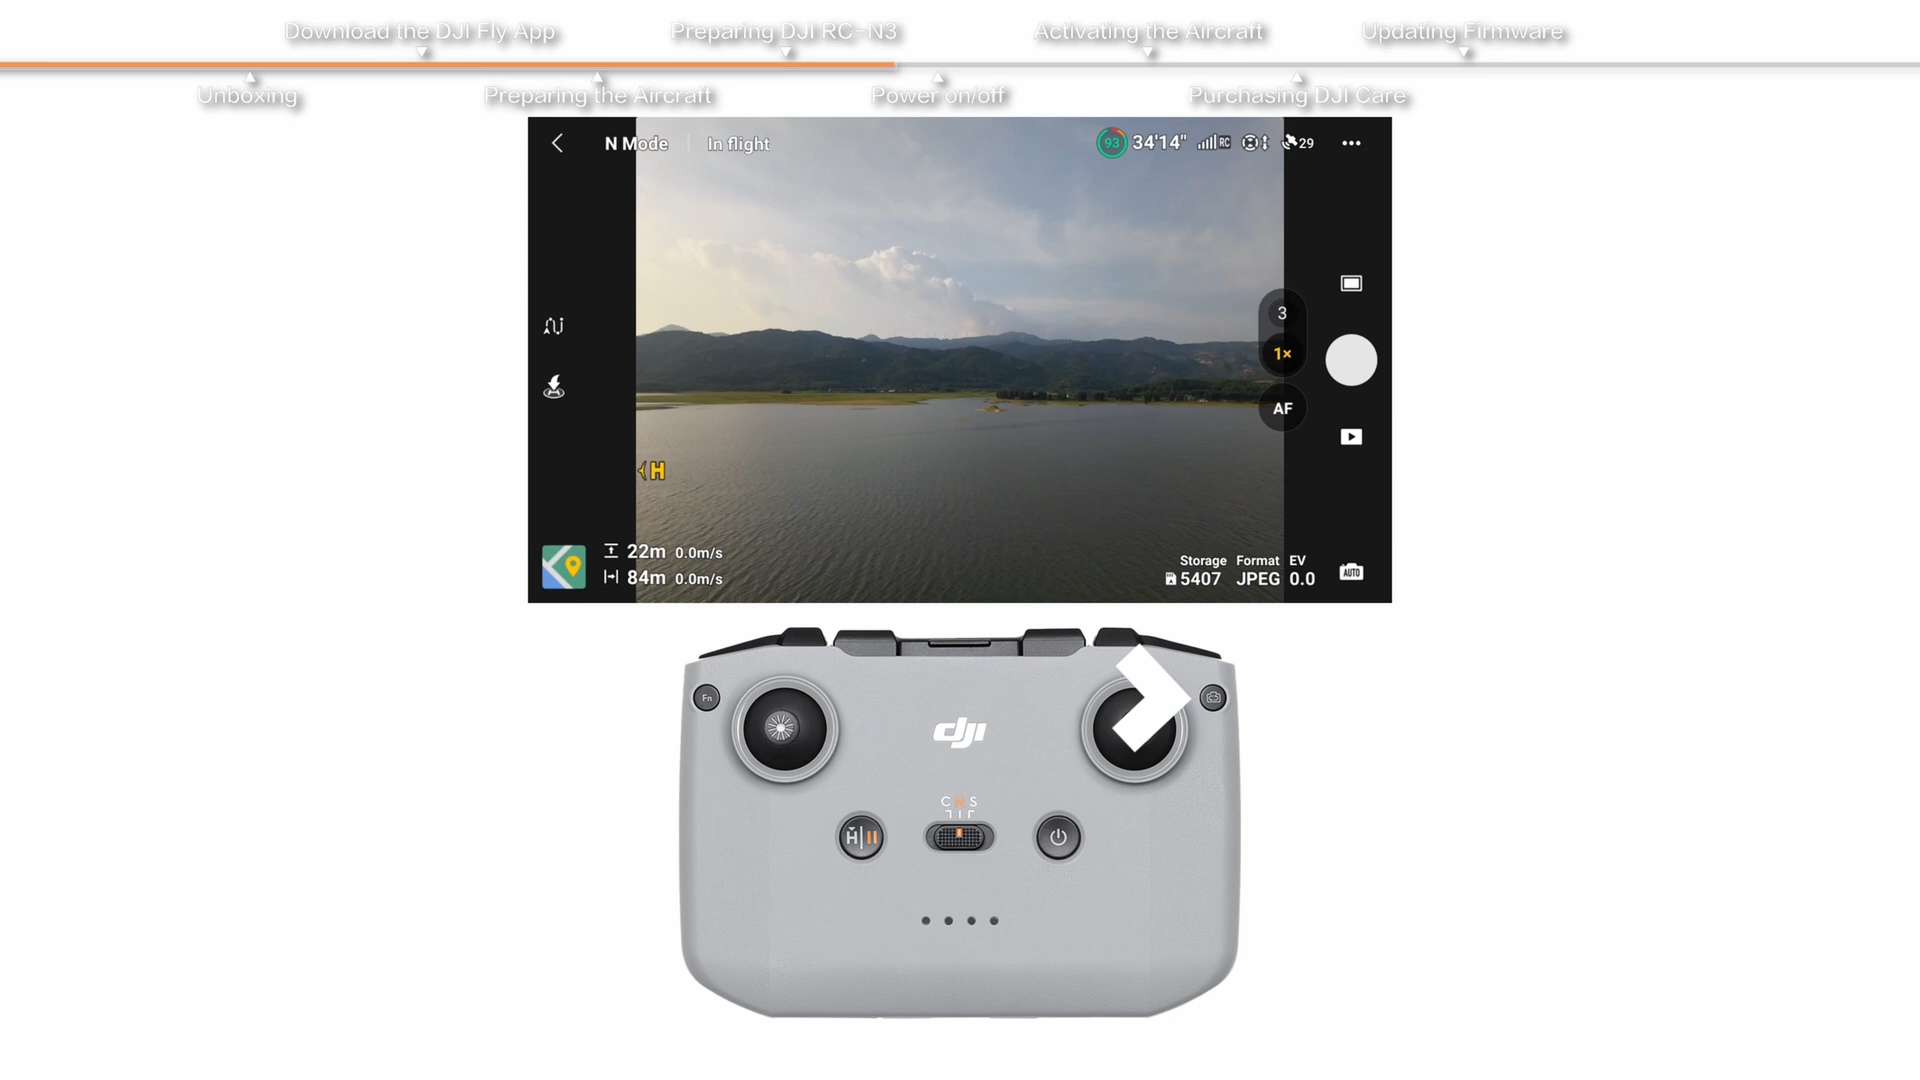 Download the DJI Fly App
Preparing DJI RC-N3
Activating the Aircraft
Updating Firmware
Unboxing
Preparing the Aircraft
Power on/off
Purchasing DJI Care
N Mode
In flight
93
34'14"
RC
29
3
1×
AF
H
22m 0.0m/s
84m 0.0m/s
Storage Format EV
5407 JPEG 0.0
AUTO
Fn
dji
C N S
H